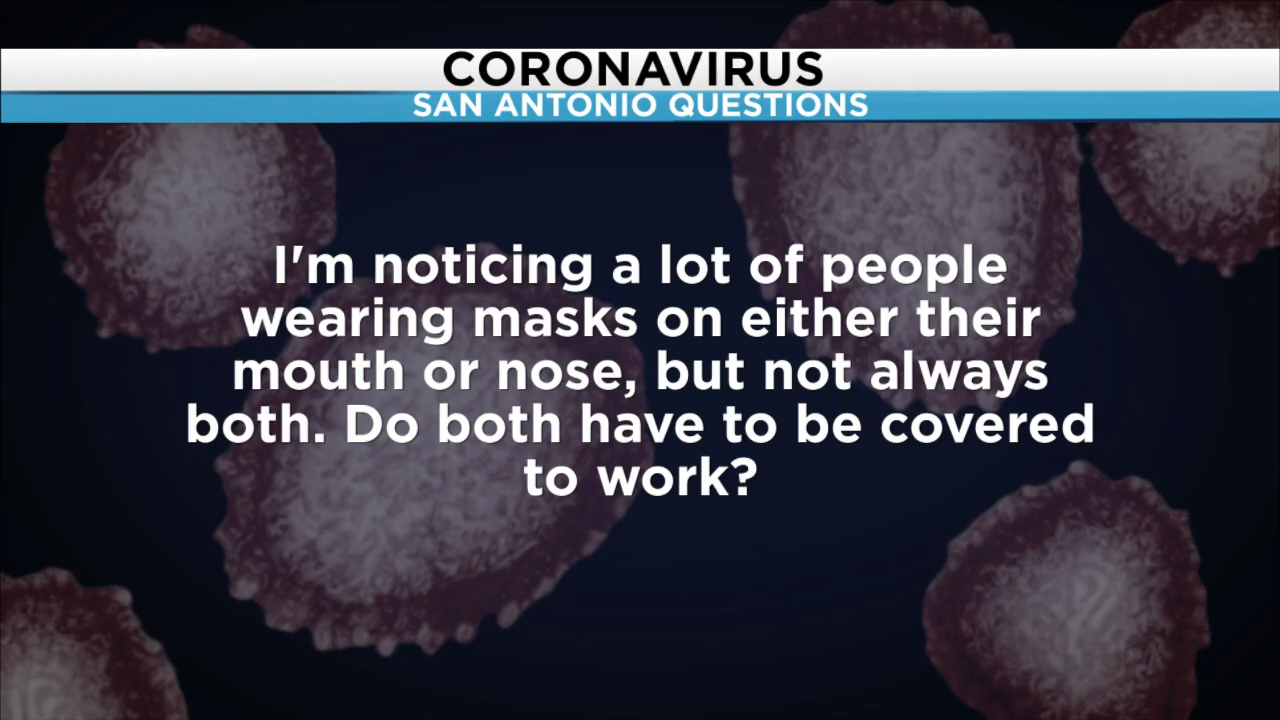 CORONAVIRUS
SAN ANTONIO QUESTIONS
I'm noticing a lot of people
wearing masks on either their
mouth or nose, but not always
both. Do both have to be covered
to work?